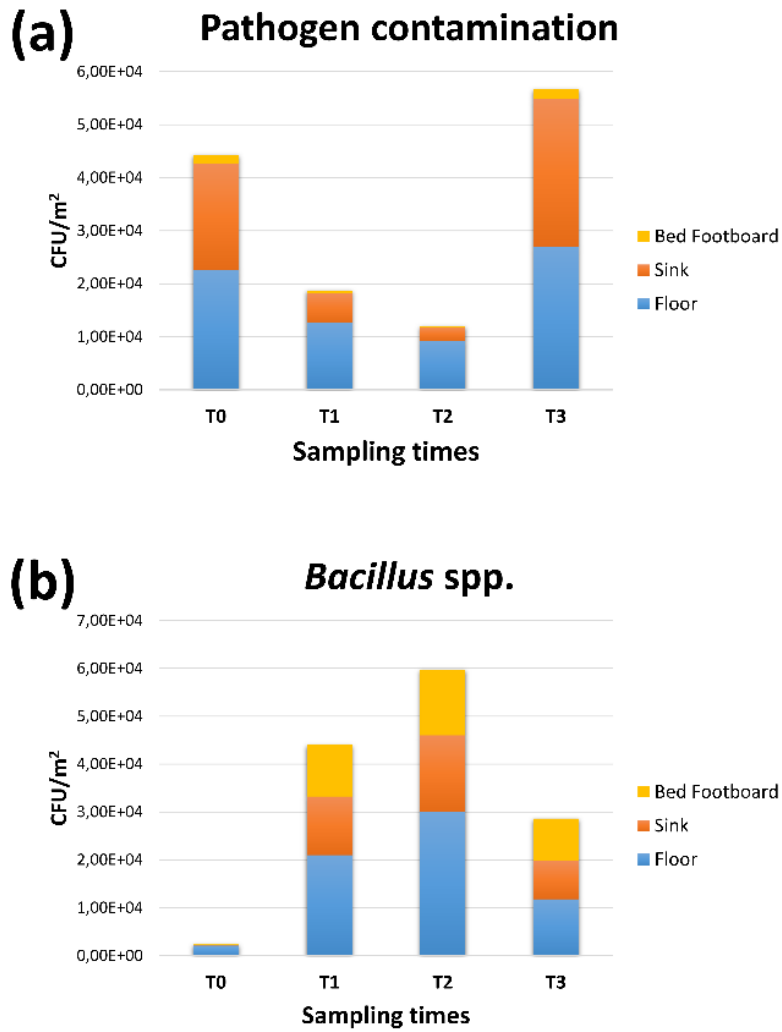 (a)
Pathogen contamination
6,00E+04
5,00E+04
4,00E+04
3,00E+04
2,00E+04
1,00E+04
0,00E+00
CFU/m²
Bed Footboard
Sink
Floor
T0 T1 T2 T3
Sampling times
(b)
Bacillus spp.
7,00E+04
6,00E+04
5,00E+04
4,00E+04
3,00E+04
2,00E+04
1,00E+04
0,00E+00
CFU/m²
Bed Footboard
Sink
Floor
T0 T1 T2 T3
Sampling times